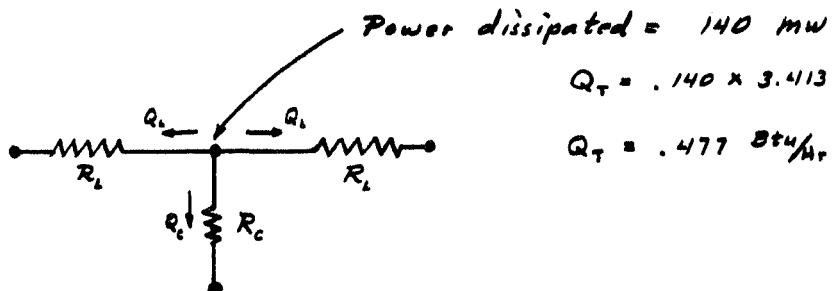 Power dissipated = 140 mw
Q_T = .140 x 3.413
Q_T = .477 Btu/Hr
Q_L Q_L
R_L R_L
Q_C R_C